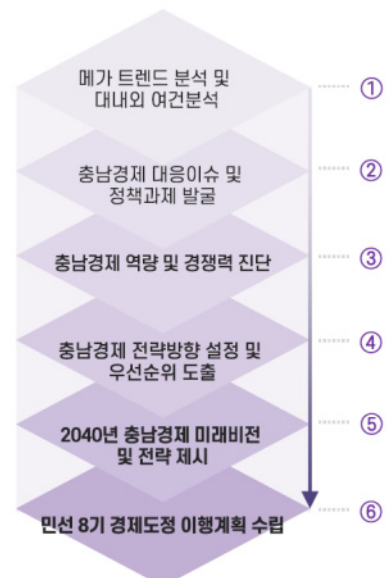 메가 트렌드 분석 및
대내외 여건분석
①
충남경제 대응이슈 및
정책과제 발굴
②
충남경제 역량 및 경쟁력 진단
③
충남경제 전략방향 설정 및
우선순위 도출
④
2040년 충남경제 미래비전
및 전략 제시
⑤
민선 8기 경제도정 이행계획 수립
⑥